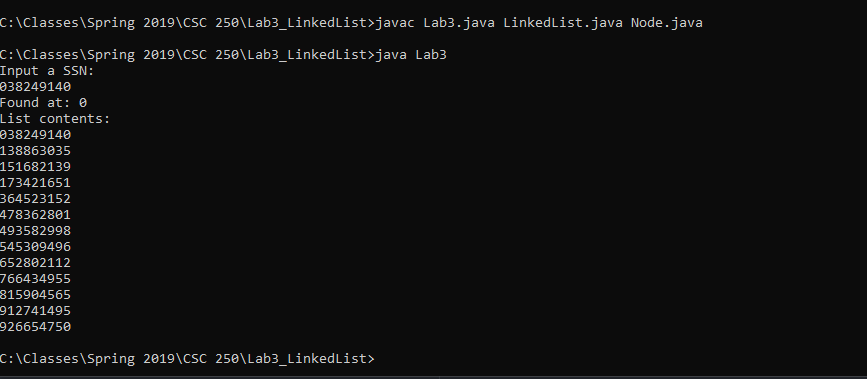 C:\Classes\Spring 2019\CSC 250\Lab3_LinkedList>javac Lab3.java LinkedList.java Node.java
C:\Classes\Spring 2019\CSC 250\Lab3_LinkedList>java Lab3
Input a SSN:
038249140
Found at: 0
List contents:
038249140
138863035
151682139
173421651
364523152
478362801
493582998
545309496
652802112
766434955
815904565
912741495
926654750
C:\Classes\Spring 2019\CSC 250\Lab3_LinkedList>